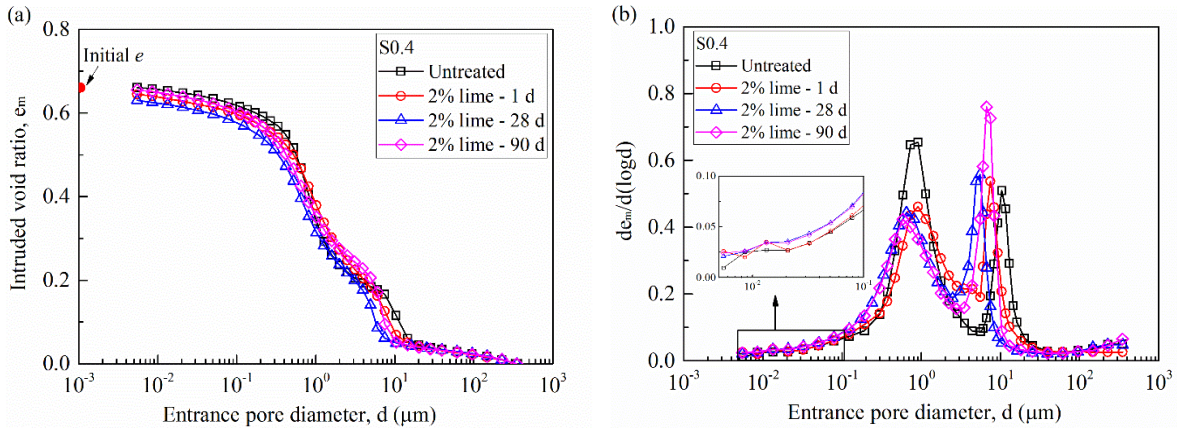 (a)
0.8
0.6
0.4
0.2
0.0
Intruded void ratio, eₘ
Initial e
S0.4
Untreated
2% lime - 1 d
2% lime - 28 d
2% lime - 90 d
10⁻³
10⁻²
10⁻¹
10⁰
10¹
10²
10³
Entrance pore diameter, d (μm)
(b)
1.0
0.8
0.6
0.4
0.2
0.0
deₘ/d(logd)
S0.4
Untreated
2% lime - 1 d
2% lime - 28 d
2% lime - 90 d
0.10
0.05
0.00
10⁻²
10⁻¹
10⁻³
10⁻²
10⁻¹
10⁰
10¹
10²
10³
Entrance pore diameter, d (μm)